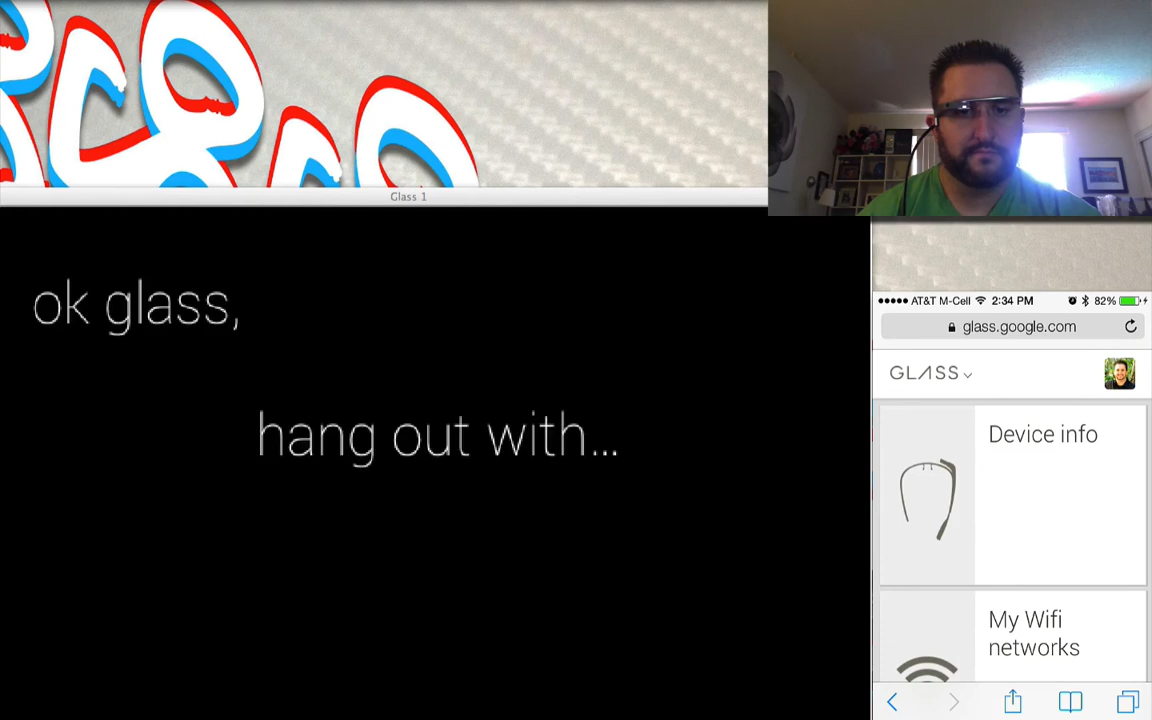 Glass 1
ok glass,
hang out with...
AT&T M-Cell 2:34 PM 82%
glass.google.com
GLASS
Device info
My Wifi
networks